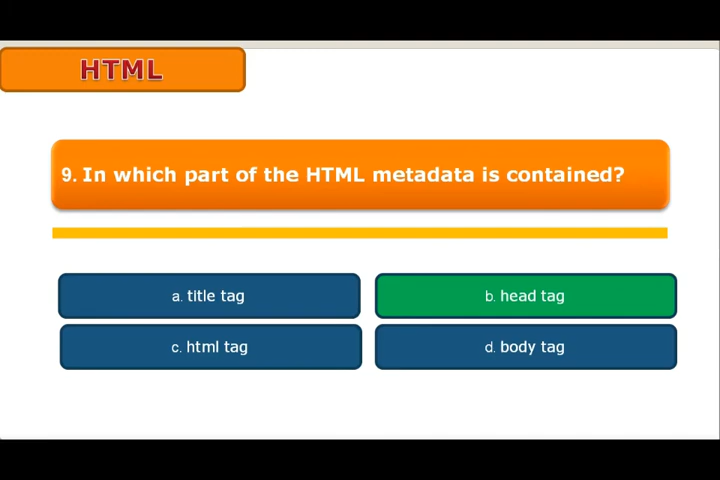 HTML
9. In which part of the HTML metadata is contained?
a. title tag
b. head tag
c. html tag
d. body tag